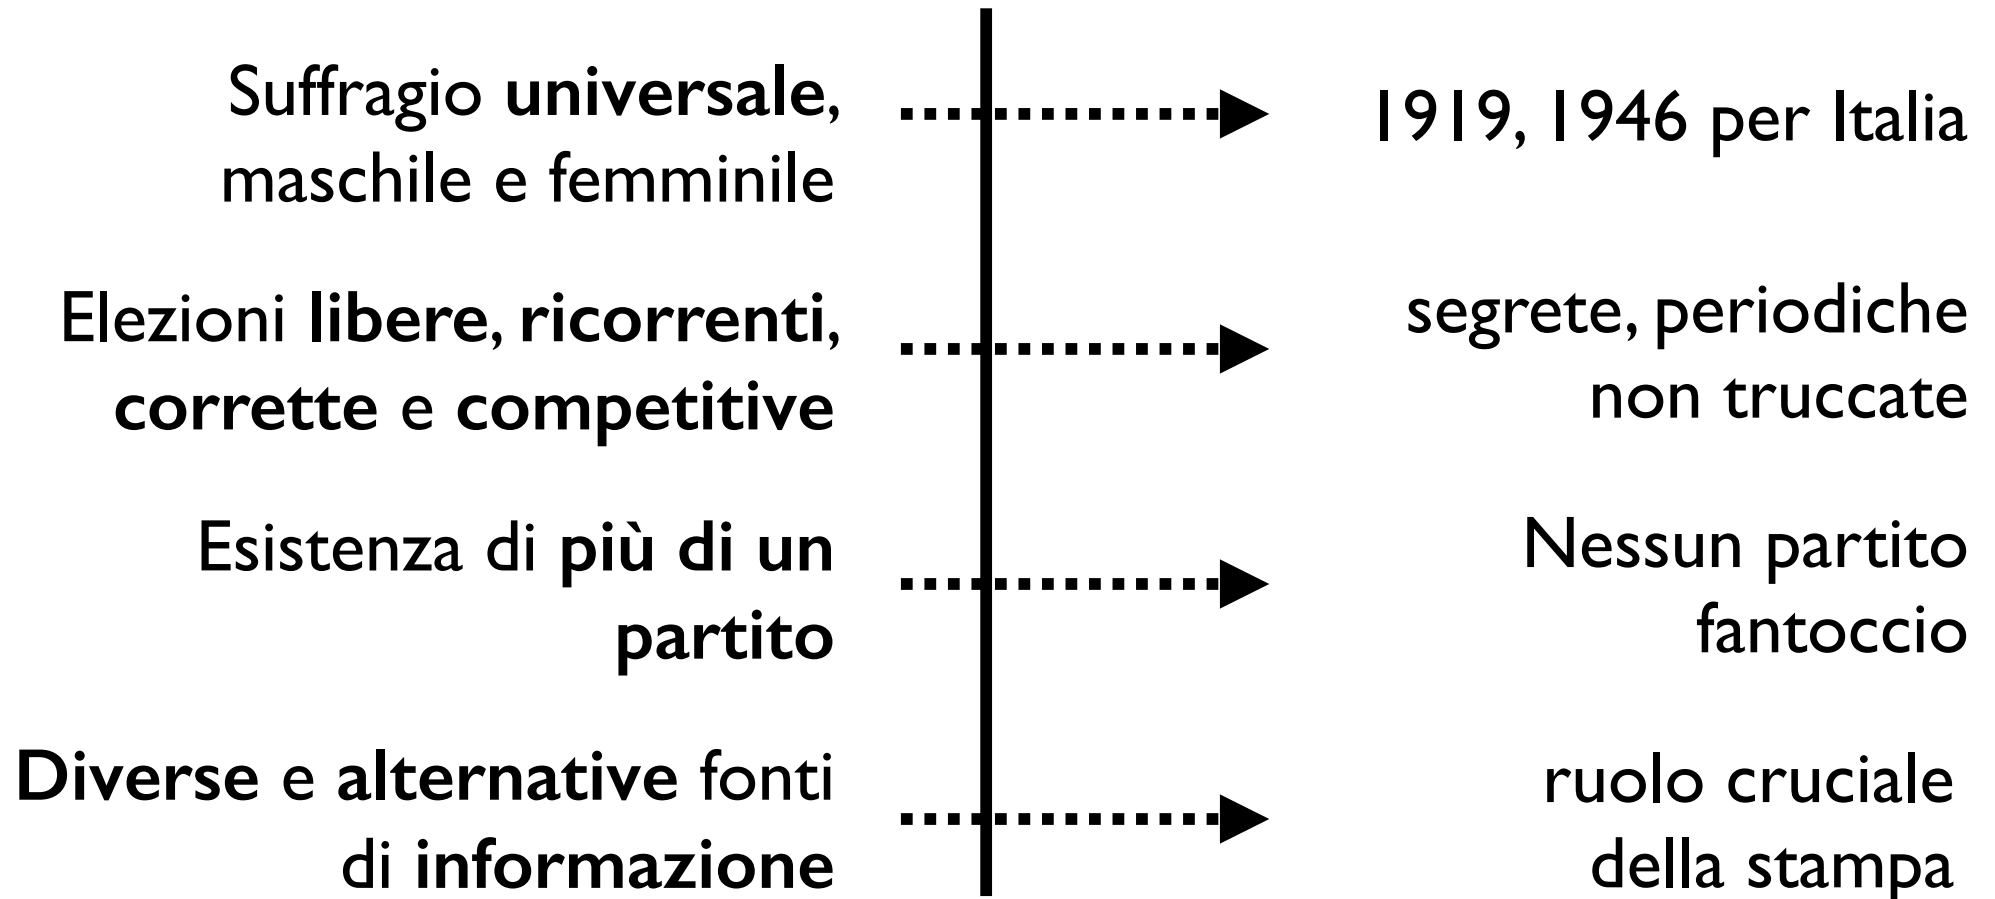 Suffragio universale,
maschile e femminile
1919, 1946 per Italia
Elezioni libere, ricorrenti,
corrette e competitive
segrete, periodiche
non truccate
Esistenza di più di un
partito
Nessun partito
fantoccio
Diverse e alternative fonti
di informazione
ruolo cruciale
della stampa